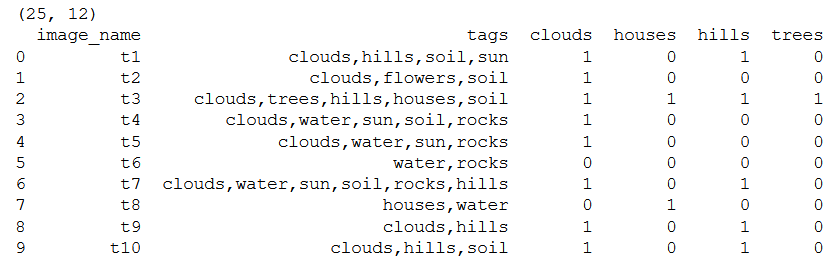 (25, 12)
image_name tags clouds houses hills trees
0 t1 clouds,hills,soil,sun 1 0 1 0
1 t2 clouds,flowers,soil 1 0 0 0
2 t3 clouds,trees,hills,houses,soil 1 1 1 1
3 t4 clouds,water,sun,soil,rocks 1 0 0 0
4 t5 clouds,water,sun,rocks 1 0 0 0
5 t6 water,rocks 0 0 0 0
6 t7 clouds,water,sun,soil,rocks,hills 1 0 1 0
7 t8 houses,water 0 1 0 0
8 t9 clouds,hills 1 0 1 0
9 t10 clouds,hills,soil 1 0 1 0